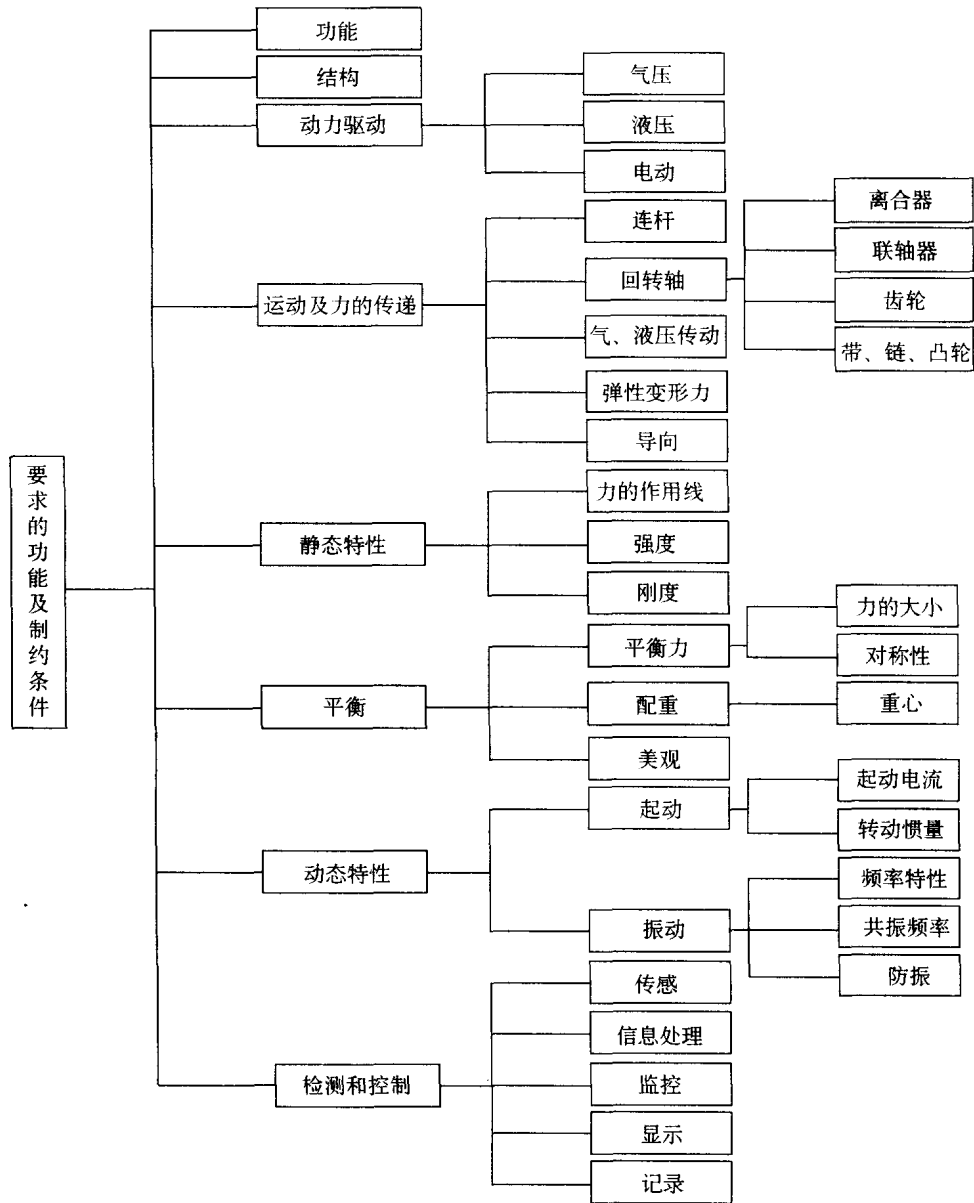 要求的功能及制约条件
功能
结构
动力驱动
气压
液压
电动
运动及力的传递
连杆
回转轴
离合器
联轴器
齿轮
带、链、凸轮
气、液压传动
弹性变形力
导向
静态特性
力的作用线
强度
刚度
平衡
平衡力
力的大小
对称性
配重
重心
美观
动态特性
起动
起动电流
转动惯量
振动
频率特性
共振频率
防振
检测和控制
传感
信息处理
监控
显示
记录